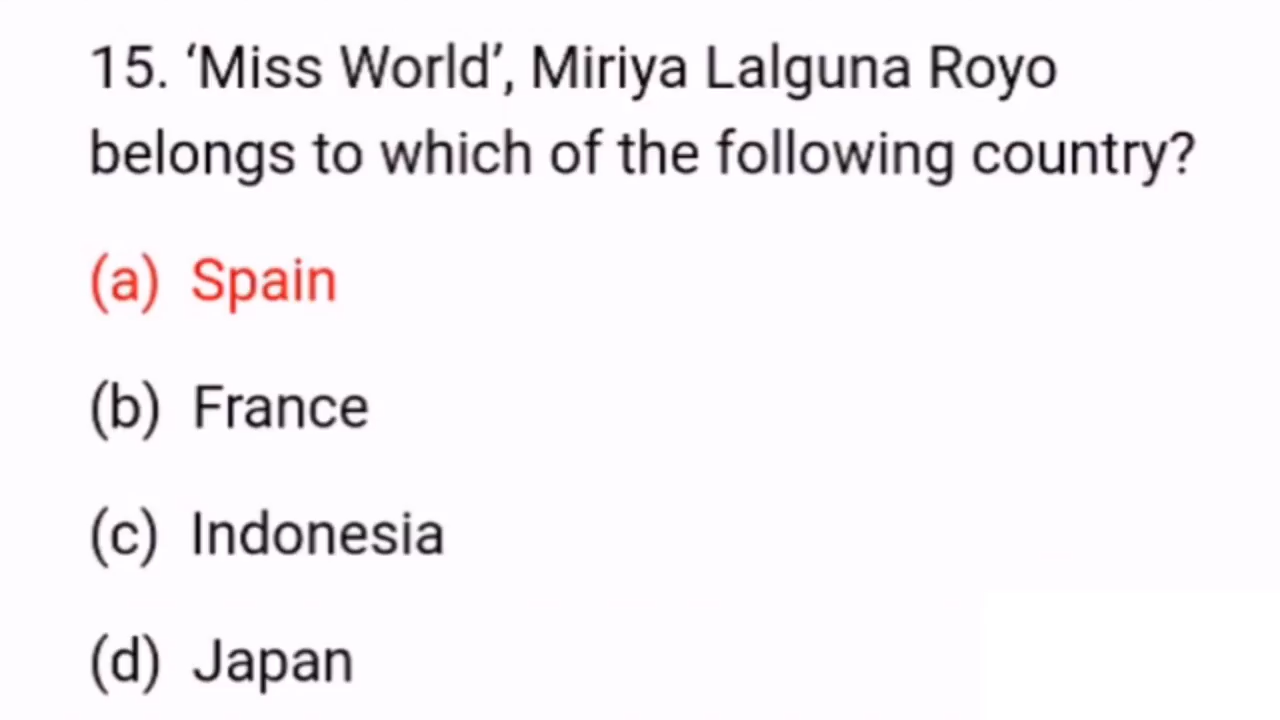 15. ‘Miss World’, Miriya Lalguna Royo
belongs to which of the following country?
(a) Spain
(b) France
(c) Indonesia
(d) Japan